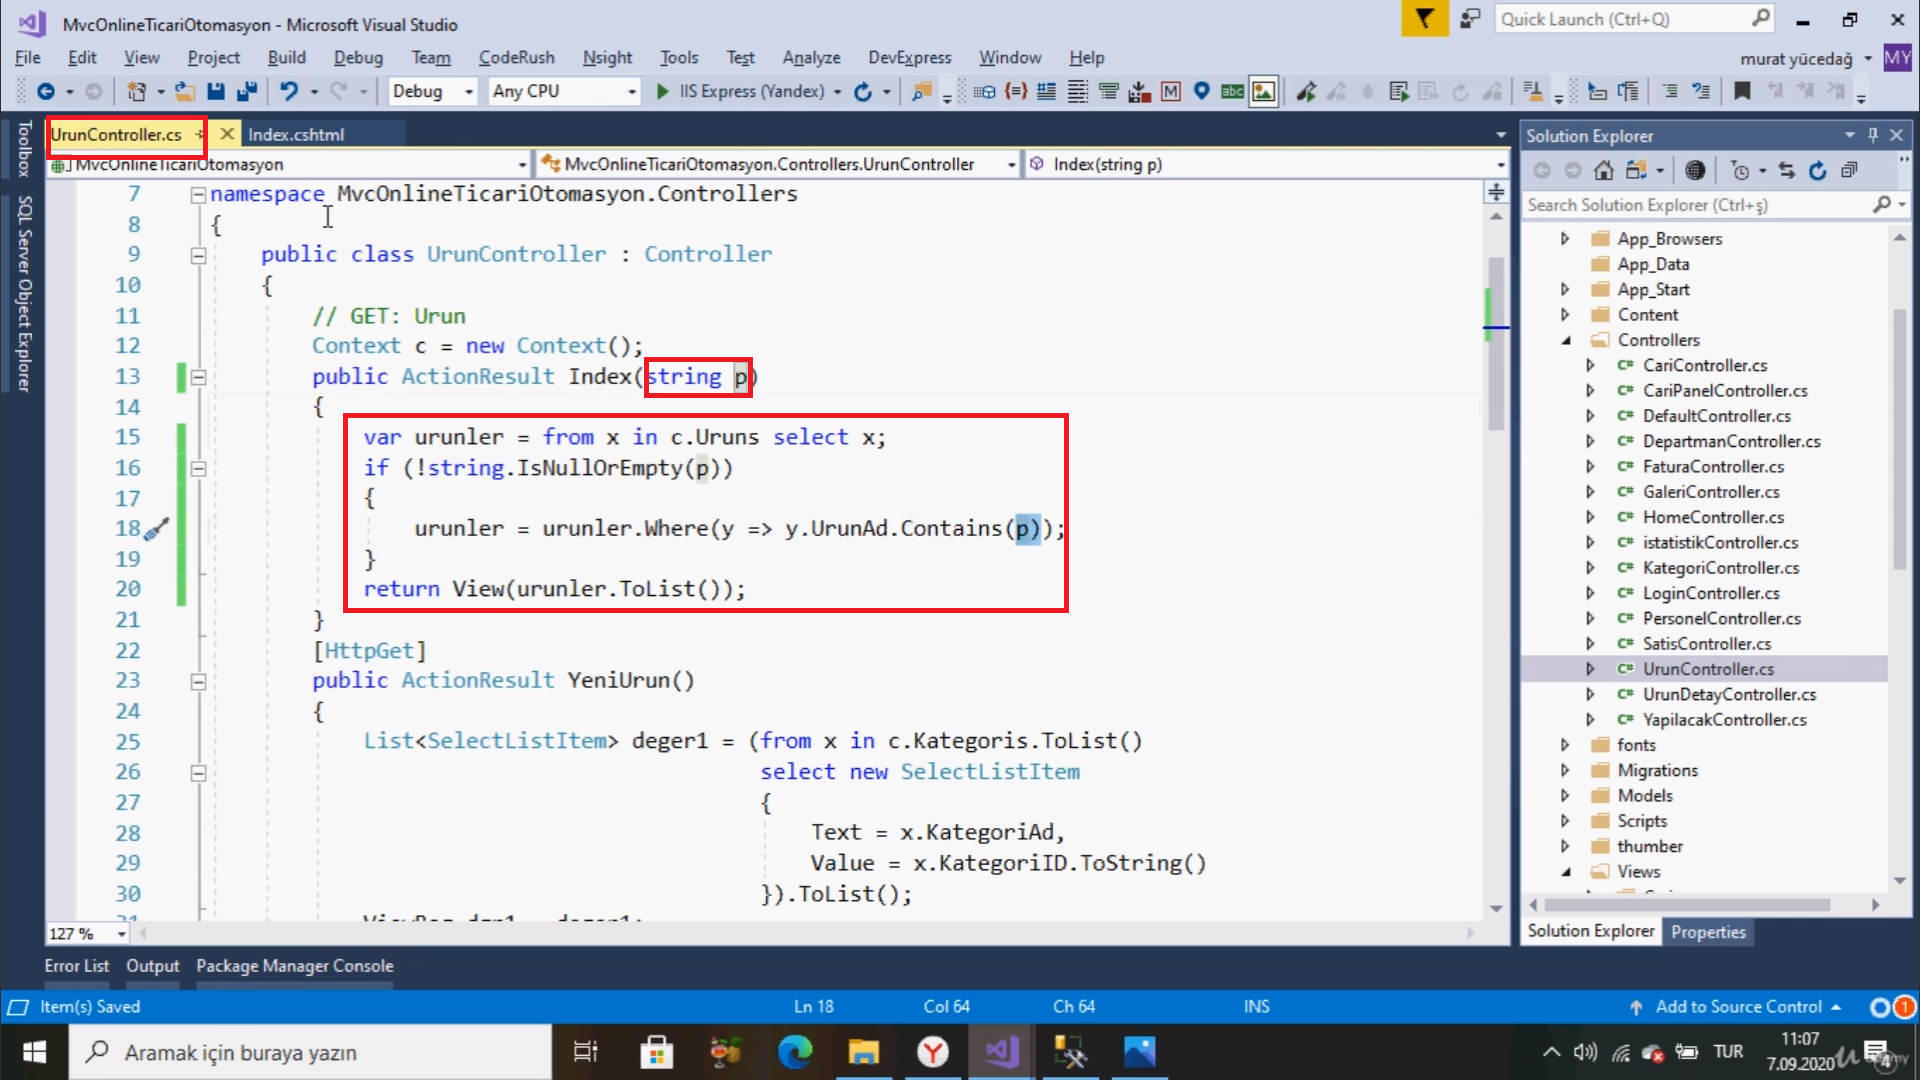 MvcOnlineTicariOtomasyon - Microsoft Visual Studio
Quick Launch (Ctrl+Q)
File Edit View Project Build Debug Team CodeRush Nsight Tools Test Analyze DevExpress Window Help
murat yücedağ MY
Debug Any CPU IIS Express (Yandex)
Toolbox
SQL Server Object Explorer
UrunController.cs Index.cshtml
MvcOnlineTicariOtomasyon MvcOnlineTicariOtomasyon.Controllers.UrunController Index(string p)
7 namespace MvcOnlineTicariOtomasyon.Controllers
8 {
9 public class UrunController : Controller
10 {
11 // GET: Urun
12 Context c = new Context();
13 public ActionResult Index(string p)
14 {
15 var urunler = from x in c.Uruns select x;
16 if (!string.IsNullOrEmpty(p))
17 {
18 urunler = urunler.Where(y => y.UrunAd.Contains(p));
19 }
20 return View(urunler.ToList());
21 }
22 [HttpGet]
23 public ActionResult YeniUrun()
24 {
25 List<SelectListItem> deger1 = (from x in c.Kategoris.ToList()
26 select new SelectListItem
27 {
28 Text = x.KategoriAd,
29 Value = x.KategoriID.ToString()
30 }).ToList();
127 %
Solution Explorer
Search Solution Explorer (Ctrl+ş)
App_Browsers
App_Data
App_Start
Content
Controllers
C# CariController.cs
C# CariPanelController.cs
C# DefaultController.cs
C# DepartmanController.cs
C# FaturaController.cs
C# GaleriController.cs
C# HomeController.cs
C# istatistikController.cs
C# KategoriController.cs
C# LoginController.cs
C# PersonelController.cs
C# SatisController.cs
C# UrunController.cs
C# UrunDetayController.cs
C# YapilacakController.cs
fonts
Migrations
Models
Scripts
thumber
Views
Solution Explorer Properties
Error List Output Package Manager Console
Item(s) Saved Ln 18 Col 64 Ch 64 INS Add to Source Control 1
Aramak için buraya yazın
TUR
11:07
7.09.2020
4